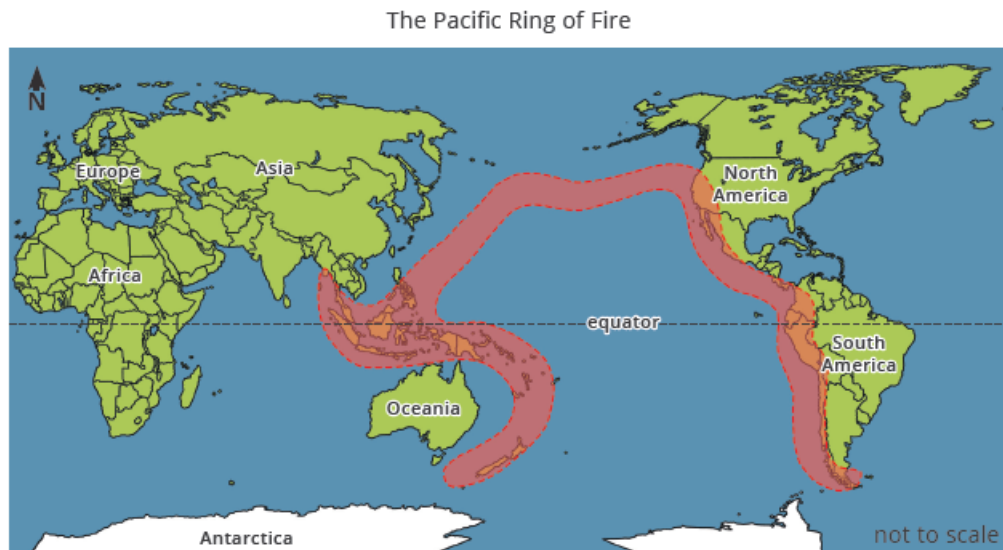 The Pacific Ring of Fire
N
Europe
Asia
North
America
Africa
equator
South
America
Oceania
Antarctica
not to scale